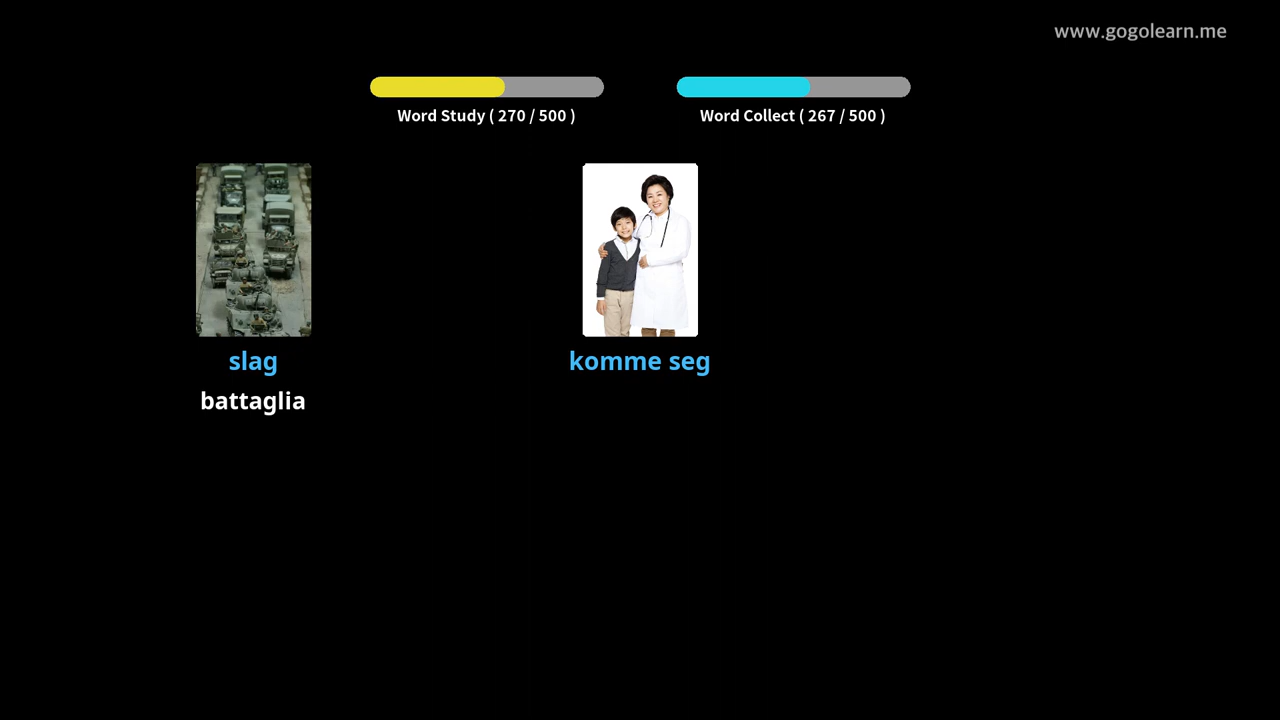 www.gogolearn.me
Word Study ( 270 / 500 )
Word Collect ( 267 / 500 )
slag
battaglia
komme seg